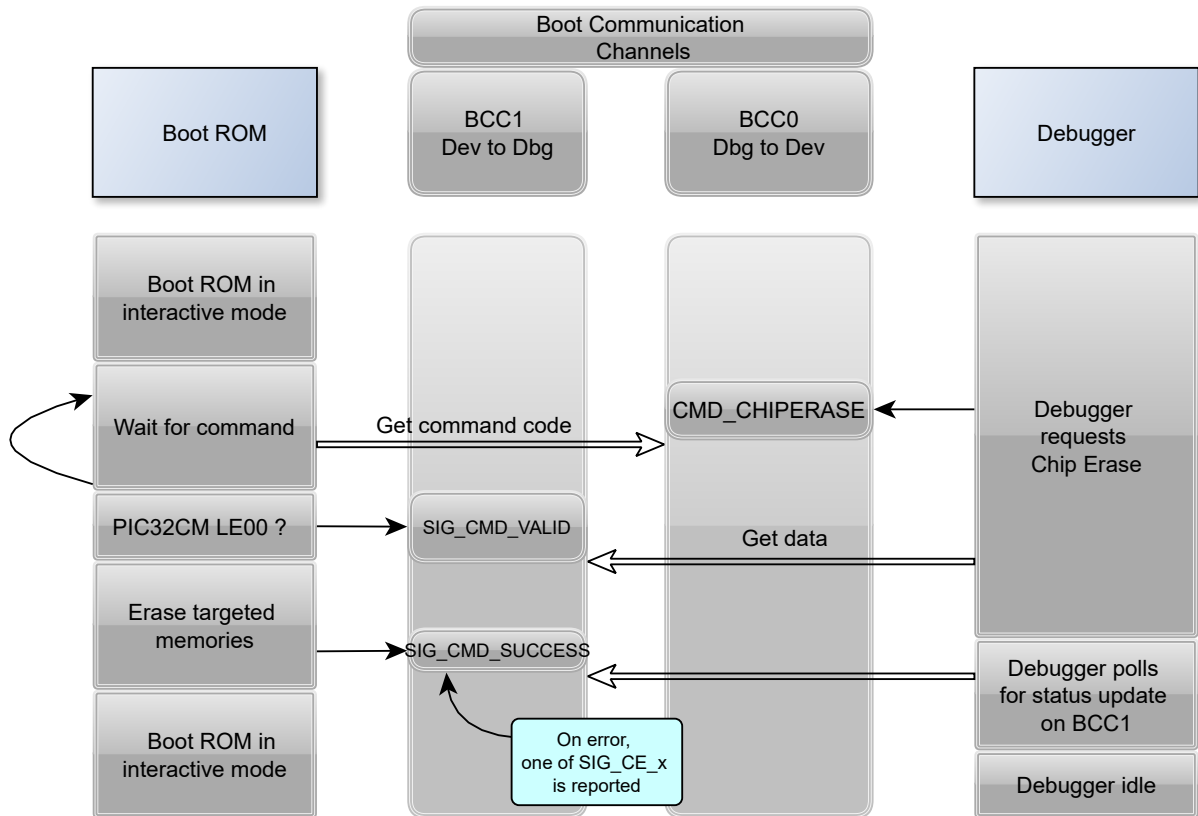 Boot Communication
Channels
Boot ROM
BCC1
Dev to Dbg
BCC0
Dbg to Dev
Debugger
Boot ROM in
interactive mode
Wait for command
Get command code
CMD_CHIPERASE
Debugger
requests
Chip Erase
PIC32CM LE00 ?
SIG_CMD_VALID
Get data
Erase targeted
memories
SIG_CMD_SUCCESS
Debugger polls
for status update
on BCC1
Boot ROM in
interactive mode
On error,
one of SIG_CE_x
is reported
Debugger idle